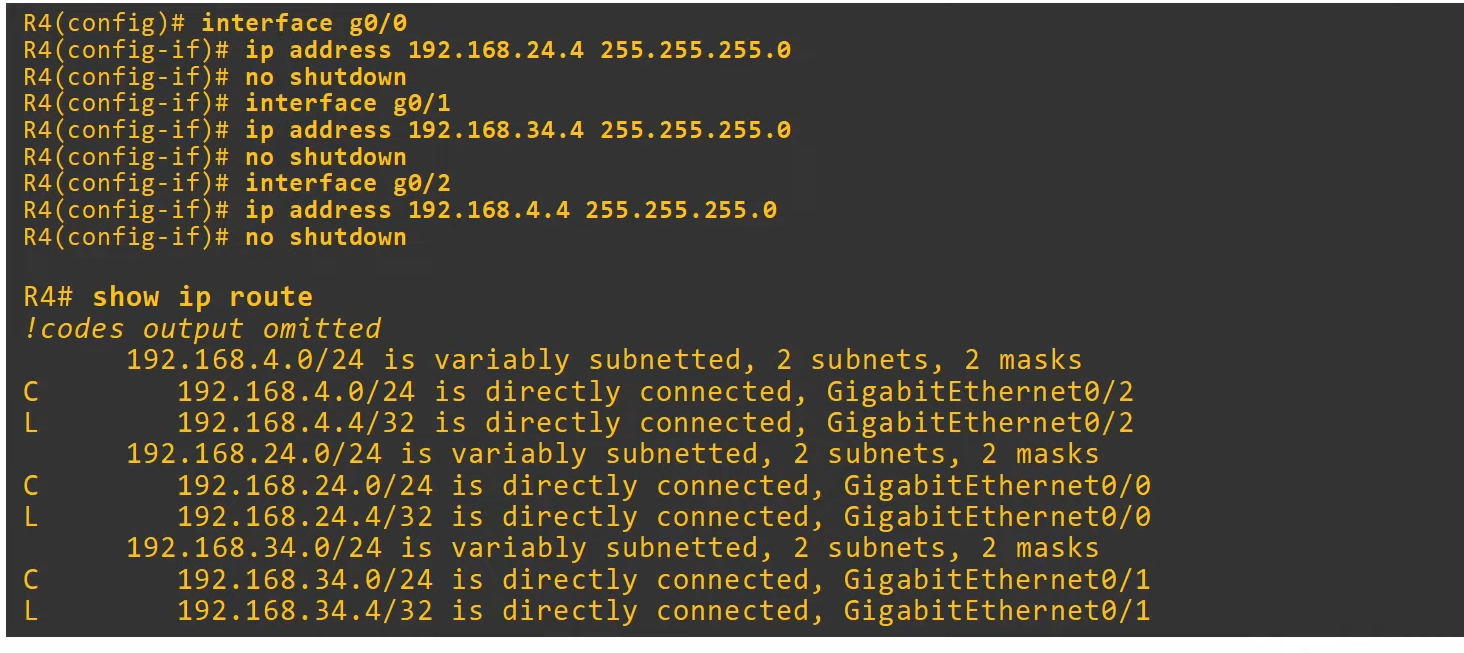 R4(config)# interface g0/0
R4(config-if)# ip address 192.168.24.4 255.255.255.0
R4(config-if)# no shutdown
R4(config-if)# interface g0/1
R4(config-if)# ip address 192.168.34.4 255.255.255.0
R4(config-if)# no shutdown
R4(config-if)# interface g0/2
R4(config-if)# ip address 192.168.4.4 255.255.255.0
R4(config-if)# no shutdown
R4# show ip route
!codes output omitted
192.168.4.0/24 is variably subnetted, 2 subnets, 2 masks
C 192.168.4.0/24 is directly connected, GigabitEthernet0/2
L 192.168.4.4/32 is directly connected, GigabitEthernet0/2
192.168.24.0/24 is variably subnetted, 2 subnets, 2 masks
C 192.168.24.0/24 is directly connected, GigabitEthernet0/0
L 192.168.24.4/32 is directly connected, GigabitEthernet0/0
192.168.34.0/24 is variably subnetted, 2 subnets, 2 masks
C 192.168.34.0/24 is directly connected, GigabitEthernet0/1
L 192.168.34.4/32 is directly connected, GigabitEthernet0/1